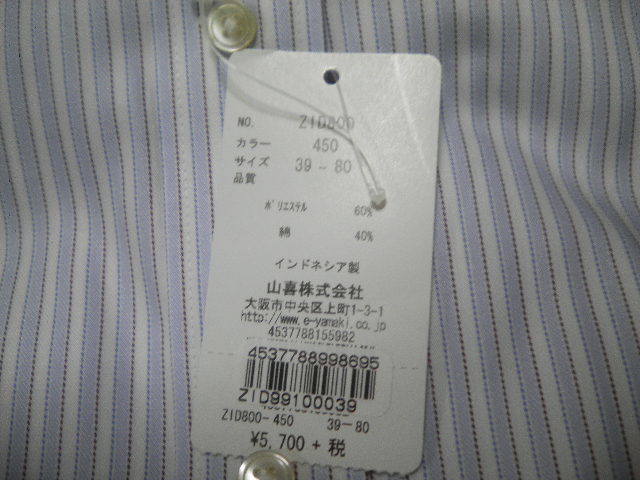 NO. ZID800
カラー 450
サイズ 39 - 80
品質
ポリエステル 60%
綿 40%
インドネシア製
山喜株式会社
大阪市中央区上町1-3-1
http://www.e-yamaki.co.jp
4537788155982
4537788998695
ZID99100039
ZID800-450 39-80
¥5,700 + 税